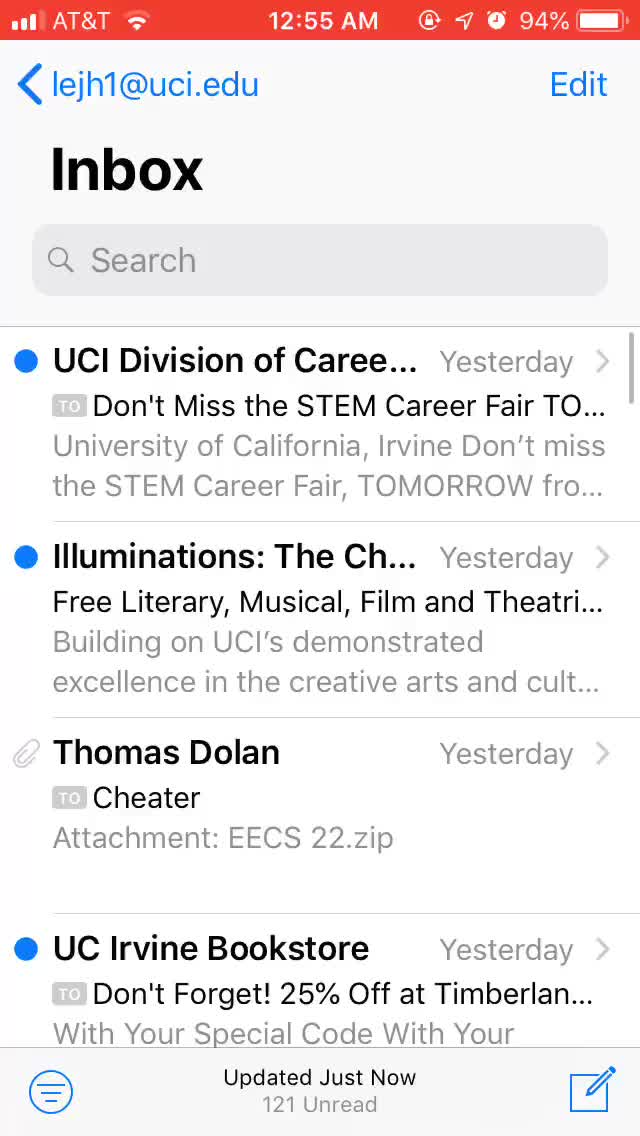 AT&T 12:55 AM 94%
lejh1@uci.edu Edit
Inbox
Search
UCI Division of Caree... Yesterday
TO Don't Miss the STEM Career Fair TO...
University of California, Irvine Don’t miss
the STEM Career Fair, TOMORROW fro...
Illuminations: The Ch... Yesterday
Free Literary, Musical, Film and Theatri...
Building on UCI’s demonstrated
excellence in the creative arts and cult...
Thomas Dolan Yesterday
TO Cheater
Attachment: EECS 22.zip
UC Irvine Bookstore Yesterday
TO Don't Forget! 25% Off at Timberlan...
With Your Special Code With Your
Updated Just Now
121 Unread